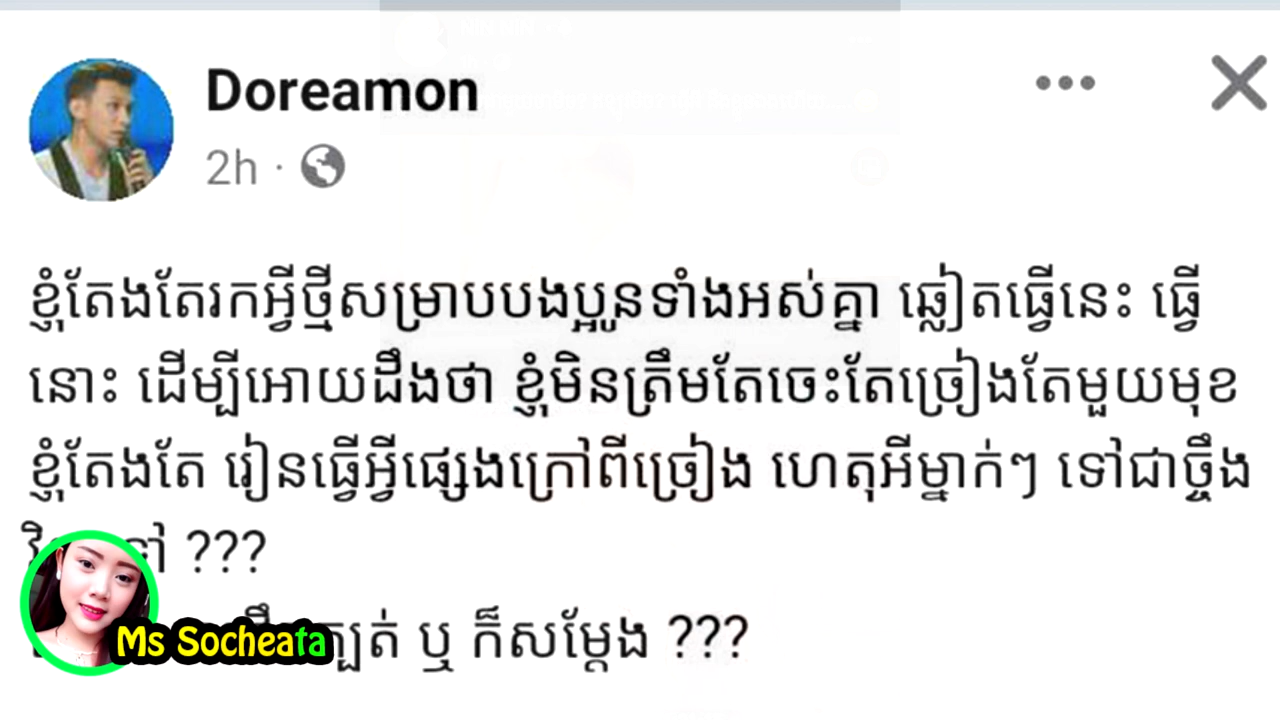 Doreamon
2h ·
ខ្ញុំតែងតែរកអ្វីថ្មីសម្រាបបងប្អូនទាំងអស់គ្នា ឆ្លៀតធ្វើនេះ ធ្វើ
នោះ ដើម្បីអោយដឹងថា ខ្ញុំមិនត្រឹមតែចេះតែច្រៀងតែមួយមុខ
ខ្ញុំតែងតែ រៀនធ្វើអ្វីផ្សេងក្រៅពីច្រៀង ហេតុអីម្នាក់ៗ ទៅជាច្ចឹង
???
ឬ ក៏សម្ដែង ???
Ms Socheata